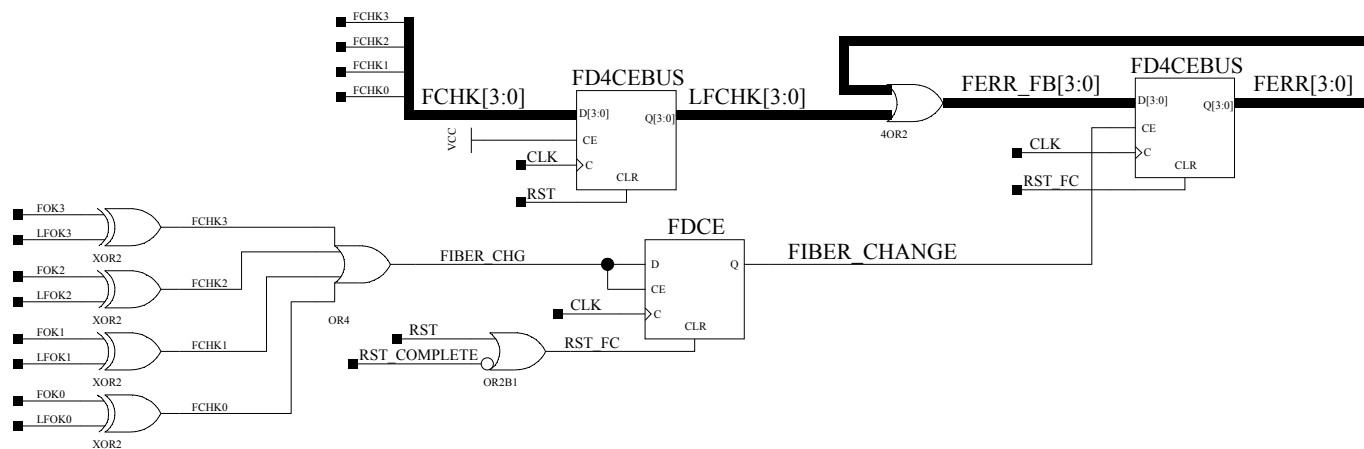 FCHK3
FCHK2
FCHK1
FCHK0
FCHK[3:0]
VCC
CLK
RST
FD4CEBUS
D[3:0]
Q[3:0]
CE
C
CLR
LFCHK[3:0]
4OR2
FERR_FB[3:0]
FD4CEBUS
D[3:0]
Q[3:0]
CE
C
CLR
FERR[3:0]
CLK
RST_FC
FOK3
LFOK3
XOR2
FCHK3
FOK2
LFOK2
XOR2
FCHK2
FOK1
LFOK1
XOR2
FCHK1
FOK0
LFOK0
XOR2
FCHK0
OR4
FIBER_CHG
FDCE
D
Q
CE
C
CLR
CLK
FIBER_CHANGE
RST
RST_COMPLETE
OR2B1
RST_FC